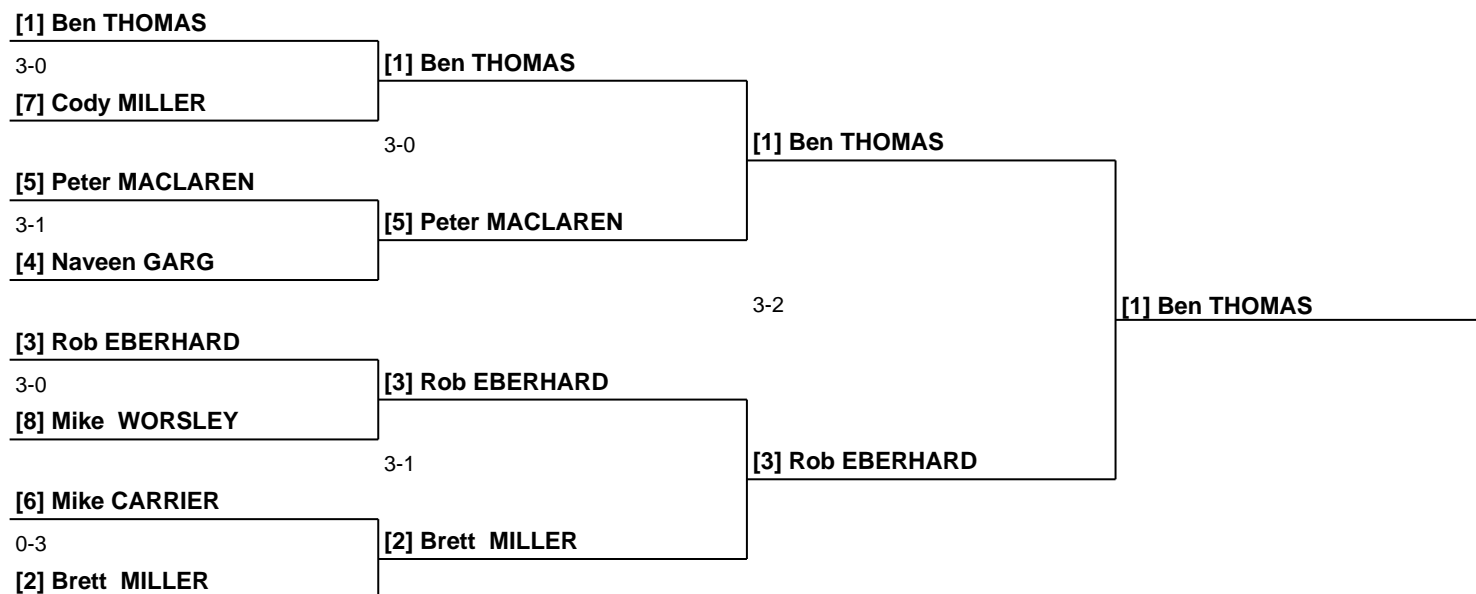 [1] Ben THOMAS
3-0
[7] Cody MILLER
[5] Peter MACLAREN
3-1
[4] Naveen GARG
[3] Rob EBERHARD
3-0
[8] Mike  WORSLEY
[6] Mike CARRIER
0-3
[2] Brett  MILLER
[1] Ben THOMAS
3-0
[5] Peter MACLAREN
[3] Rob EBERHARD
3-1
[2] Brett  MILLER
[1] Ben THOMAS
3-2
[3] Rob EBERHARD
[1] Ben THOMAS